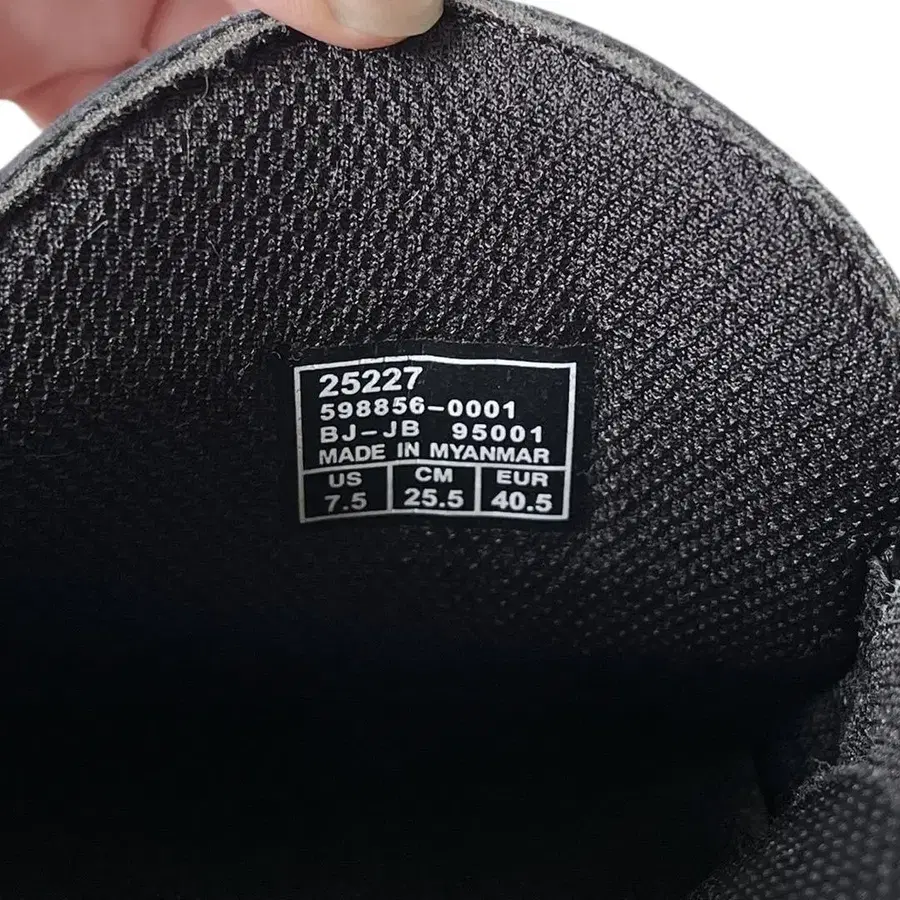 25227
598856-0001
BJ-JB 95001
MADE IN MYANMAR
US CM EUR
7.5 25.5 40.5